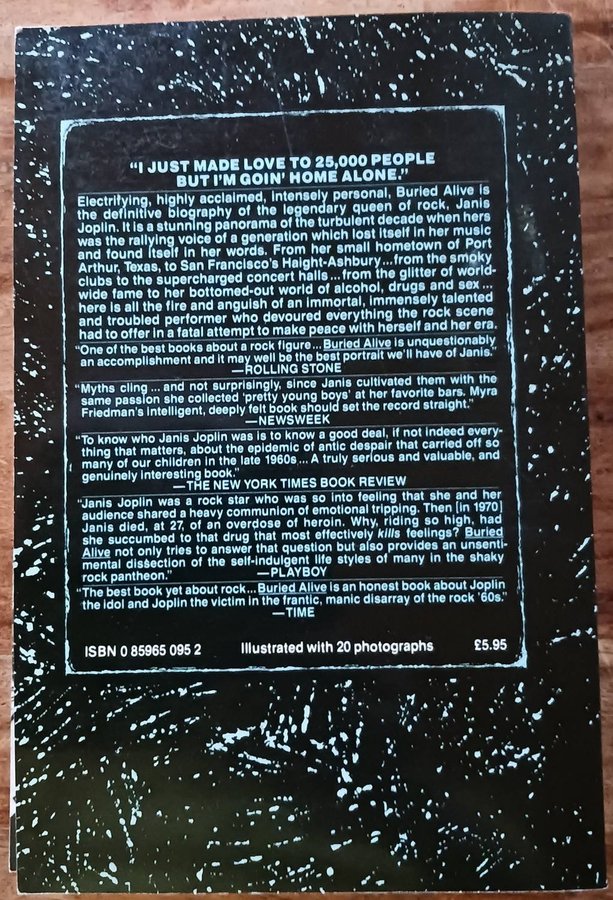 “I JUST MADE LOVE TO 25,000 PEOPLE
BUT I'M GOIN' HOME ALONE.”
Electrifying, highly acclaimed, intensely personal, Buried Alive is
the definitive biography of the legendary queen of rock, Janis
Joplin. It is a stunning panorama of the turbulent decade when hers
was the rallying voice of a generation which lost itself in her music
and found itself in her words. From her small hometown of Port
Arthur, Texas, to San Francisco's Haight-Ashbury...from the smoky
clubs to the supercharged concert halls...from the glitter of world-
wide fame to her bottomed-out world of alcohol, drugs and sex...
here is all the fire and anguish of an immortal, immensely talented
and troubled performer who devoured everything the rock scene
had to offer in a fatal attempt to make peace with herself and her era.
“One of the best books about a rock figure...Buried Alive is unquestionably
an accomplishment and it may well be the best portrait we'll have of Janis.”
—ROLLING STONE
“Myths cling...and not surprisingly, since Janis cultivated them with the
same passion she collected 'pretty young boys' at her favorite bars. Myra
Friedman's intelligent, deeply felt book should set the record straight.”
—NEWSWEEK
“To know who Janis Joplin was is to know a good deal, if not indeed every-
thing that matters, about the epidemic of antic despair that carried off so
many of our children in the late 1960s...A truly serious and valuable, and
genuinely interesting book.”
—THE NEW YORK TIMES BOOK REVIEW
“Janis Joplin was a rock star who was so into feeling that she and her
audience shared a heavy communion of emotional tripping. Then [in 1970]
Janis died, at 27, of an overdose of heroin. Why, riding so high, had
she succumbed to that drug that most effectively kills feelings? Buried
Alive not only tries to answer that question but also provides an unsenti-
mental dissection of the self-indulgent life styles of many in the shaky
rock pantheon.”
—PLAYBOY
“The best book yet about rock...Buried Alive is an honest book about Joplin
the idol and Joplin the victim in the frantic, manic disarray of the rock '60s.”
—TIME
ISBN 0 85965 095 2 Illustrated with 20 photographs £5.95